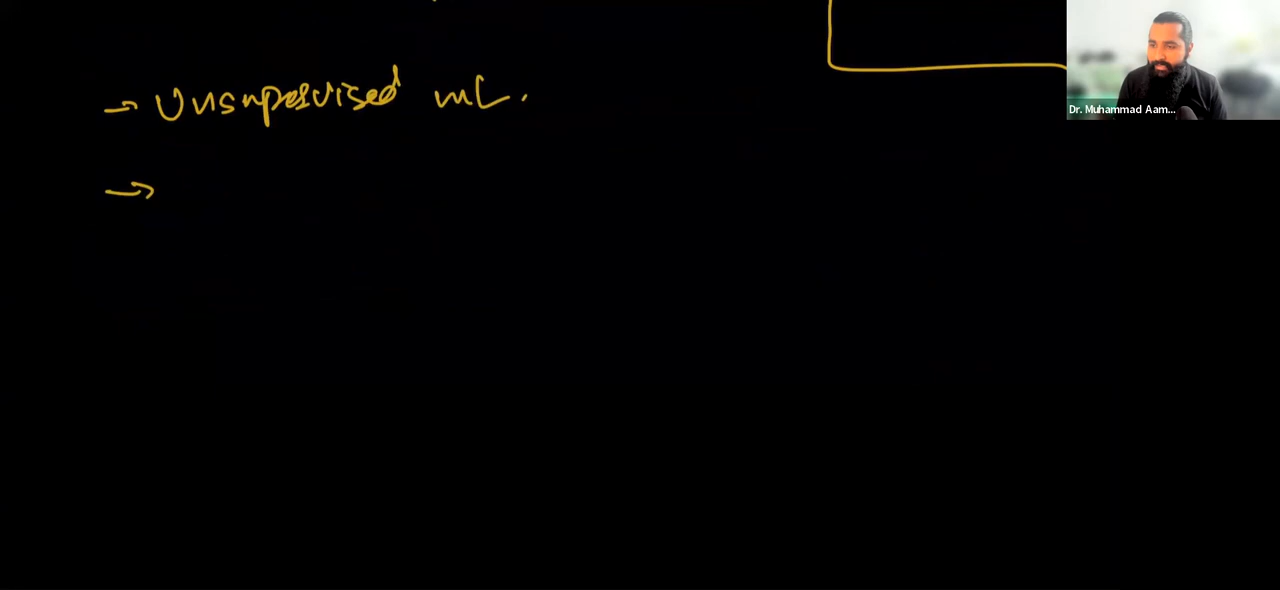 → Unsupervised ML.
→
Dr. Muhammad Aam...